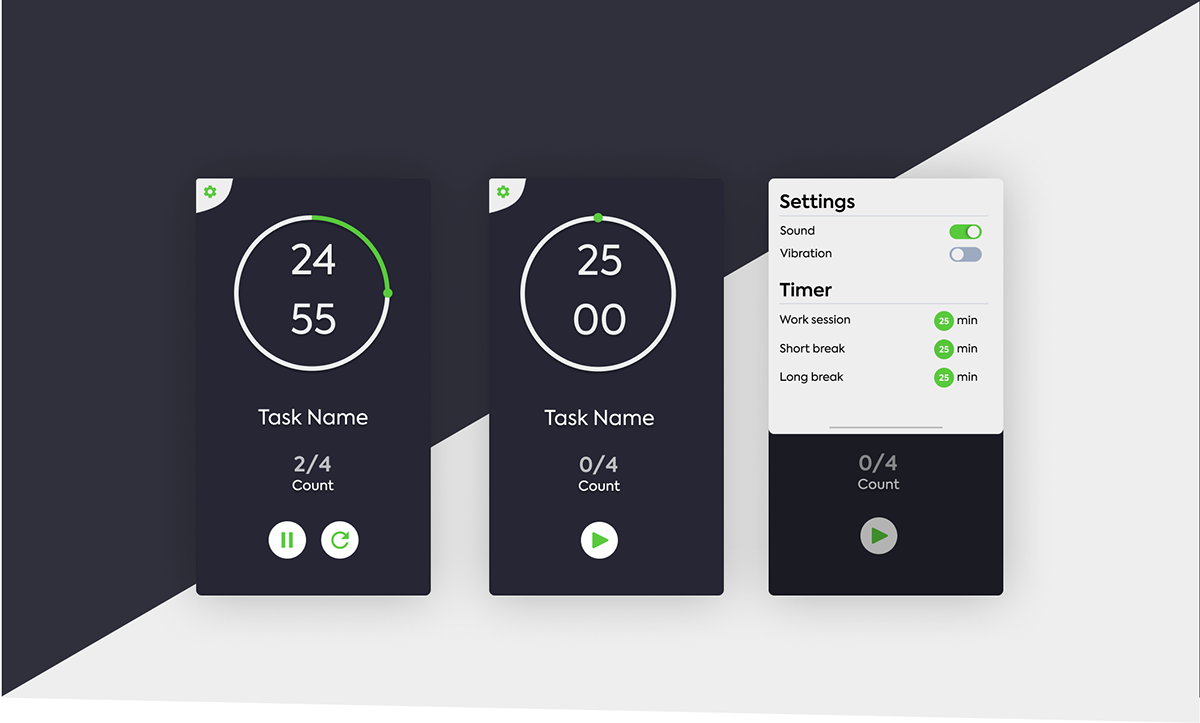 24
55
Task Name
2/4
Count
25
00
Task Name
0/4
Count
Settings
Sound
Vibration
Timer
Work session 25 min
Short break 25 min
Long break 25 min
0/4
Count